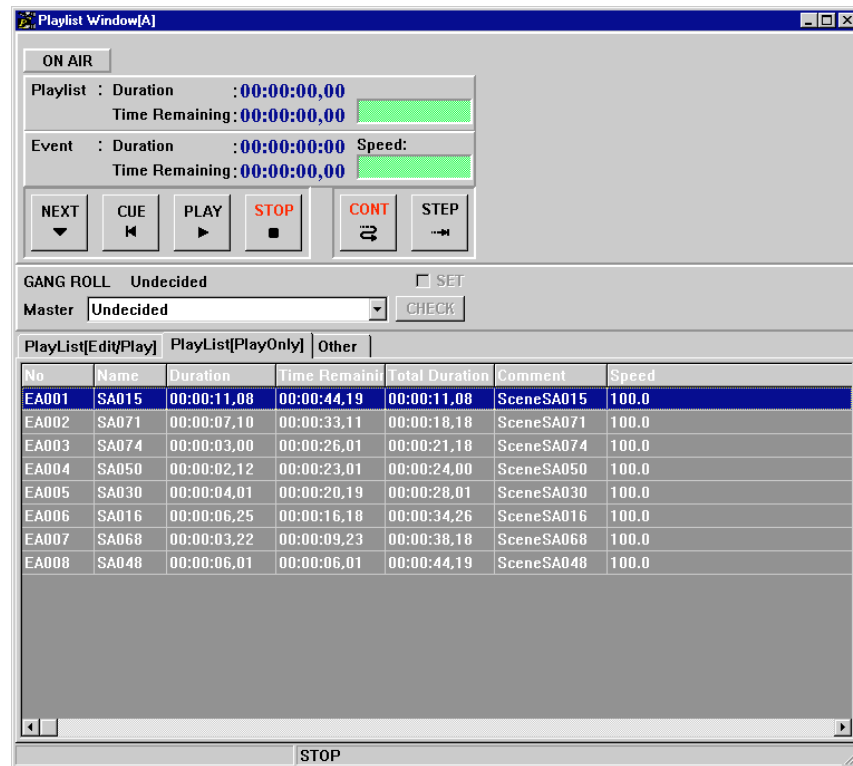 Playlist Window[A]
ON AIR
Playlist : Duration :00:00:00,00
Time Remaining:00:00:00,00
Event : Duration :00:00:00:00 Speed:
Time Remaining:00:00:00,00
NEXT CUE PLAY STOP CONT STEP
GANG ROLL Undecided SET
Master Undecided CHECK
PlayList[Edit/Play] PlayList[PlayOnly] Other
No Name Duration Time Remainin Total Duration Comment Speed
EA001 SA015 00:00:11,08 00:00:44,19 00:00:11,08 SceneSA015 100.0
EA002 SA071 00:00:07,10 00:00:33,11 00:00:18,18 SceneSA071 100.0
EA003 SA074 00:00:03,00 00:00:26,01 00:00:21,18 SceneSA074 100.0
EA004 SA050 00:00:02,12 00:00:23,01 00:00:24,00 SceneSA050 100.0
EA005 SA030 00:00:04,01 00:00:20,19 00:00:28,01 SceneSA030 100.0
EA006 SA016 00:00:06,25 00:00:16,18 00:00:34,26 SceneSA016 100.0
EA007 SA068 00:00:03,22 00:00:09,23 00:00:38,18 SceneSA068 100.0
EA008 SA048 00:00:06,01 00:00:06,01 00:00:44,19 SceneSA048 100.0
STOP